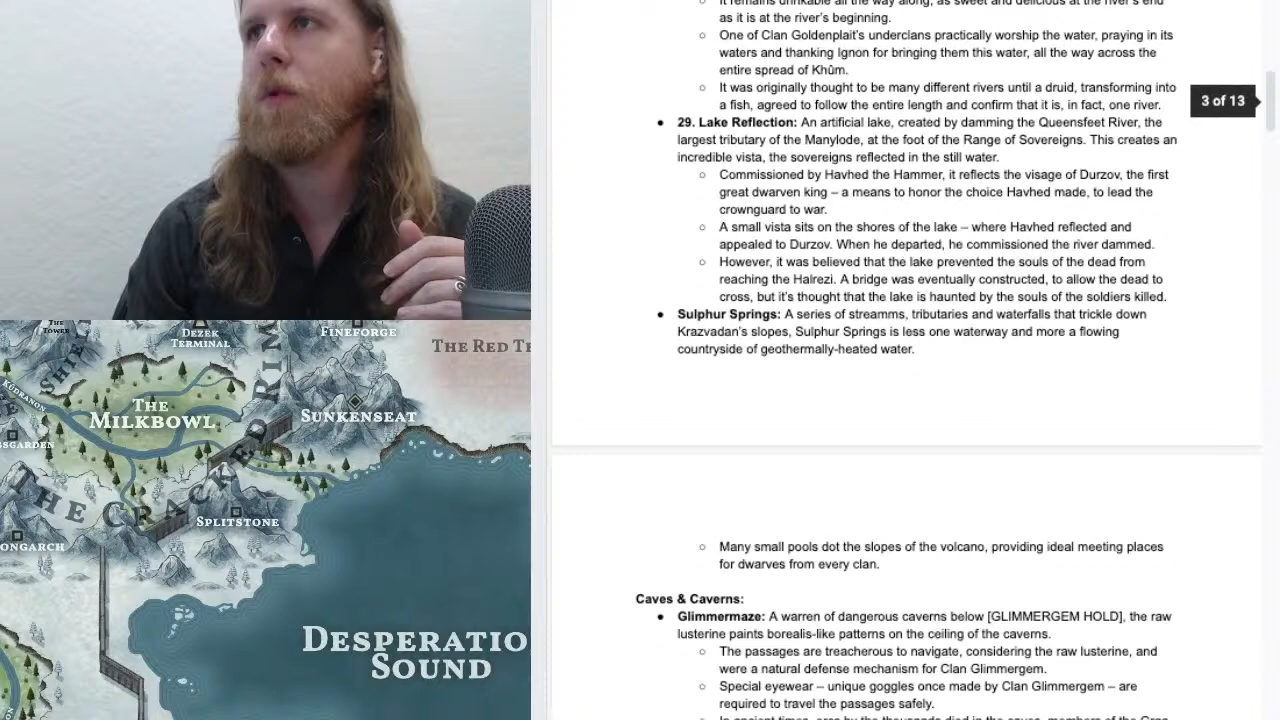 It remains drinkable all the way along, as sweet and delicious at the river's end
as it is at the river's beginning.
One of Clan Goldenplait's underclans practically worship the water, praying in its
waters and thanking Ignon for bringing them this water, all the way across the
entire spread of Khûm.
It was originally thought to be many different rivers until a druid, transforming into
a fish, agreed to follow the entire length and confirm that it is, in fact, one river.
3 of 13
29. Lake Reflection: An artificial lake, created by damming the Queensfeet River, the
largest tributary of the Manylode, at the foot of the Range of Sovereigns. This creates an
incredible vista, the sovereigns reflected in the still water.
Commissioned by Havhed the Hammer, it reflects the visage of Durzov, the first
great dwarven king – a means to honor the choice Havhed made, to lead the
crownguard to war.
A small vista sits on the shores of the lake – where Havhed reflected and
appealed to Durzov. When he departed, he commissioned the river dammed.
However, it was believed that the lake prevented the souls of the dead from
reaching the Halrezi. A bridge was eventually constructed, to allow the dead to
cross, but it's thought that the lake is haunted by the souls of the soldiers killed.
Sulphur Springs: A series of streamms, tributaries and waterfalls that trickle down
Krazvadan's slopes, Sulphur Springs is less one waterway and more a flowing
countryside of geothermally-heated water.
Many small pools dot the slopes of the volcano, providing ideal meeting places
for dwarves from every clan.
Caves & Caverns:
Glimmermaze: A warren of dangerous caverns below [GLIMMERGEM HOLD], the raw
lusterine paints borealis-like patterns on the ceiling of the caverns.
The passages are treacherous to navigate, considering the raw lusterine, and
were a natural defense mechanism for Clan Glimmergem.
Special eyewear – unique goggles once made by Clan Glimmergem – are
required to travel the passages safely.
The
Tower
Dezek
Terminal
Fineforge
The Red
Shie
Kudranon
The
Milkbowl
Sunkenseat
sgarden
The Cracked Rin
Splitstone
ongarch
Desperatio
Sound